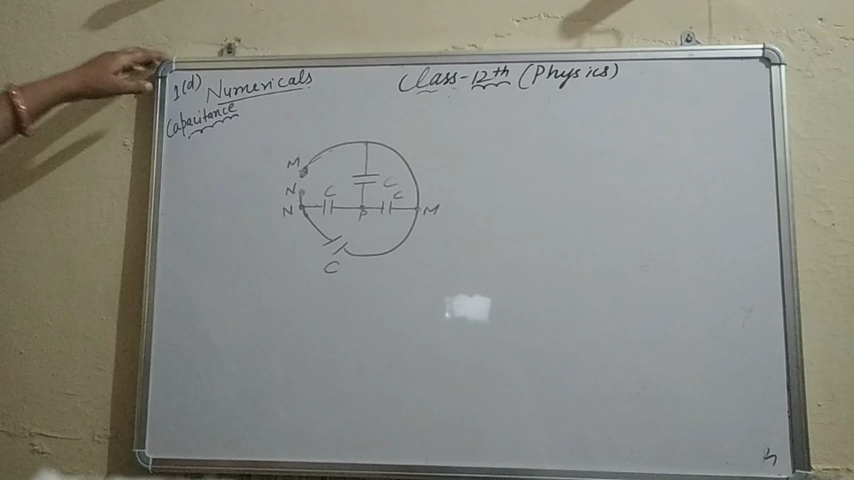 1(d) Numericals Class-12th (Physics)
Capacitance
M
N C
C
C
N P M
C